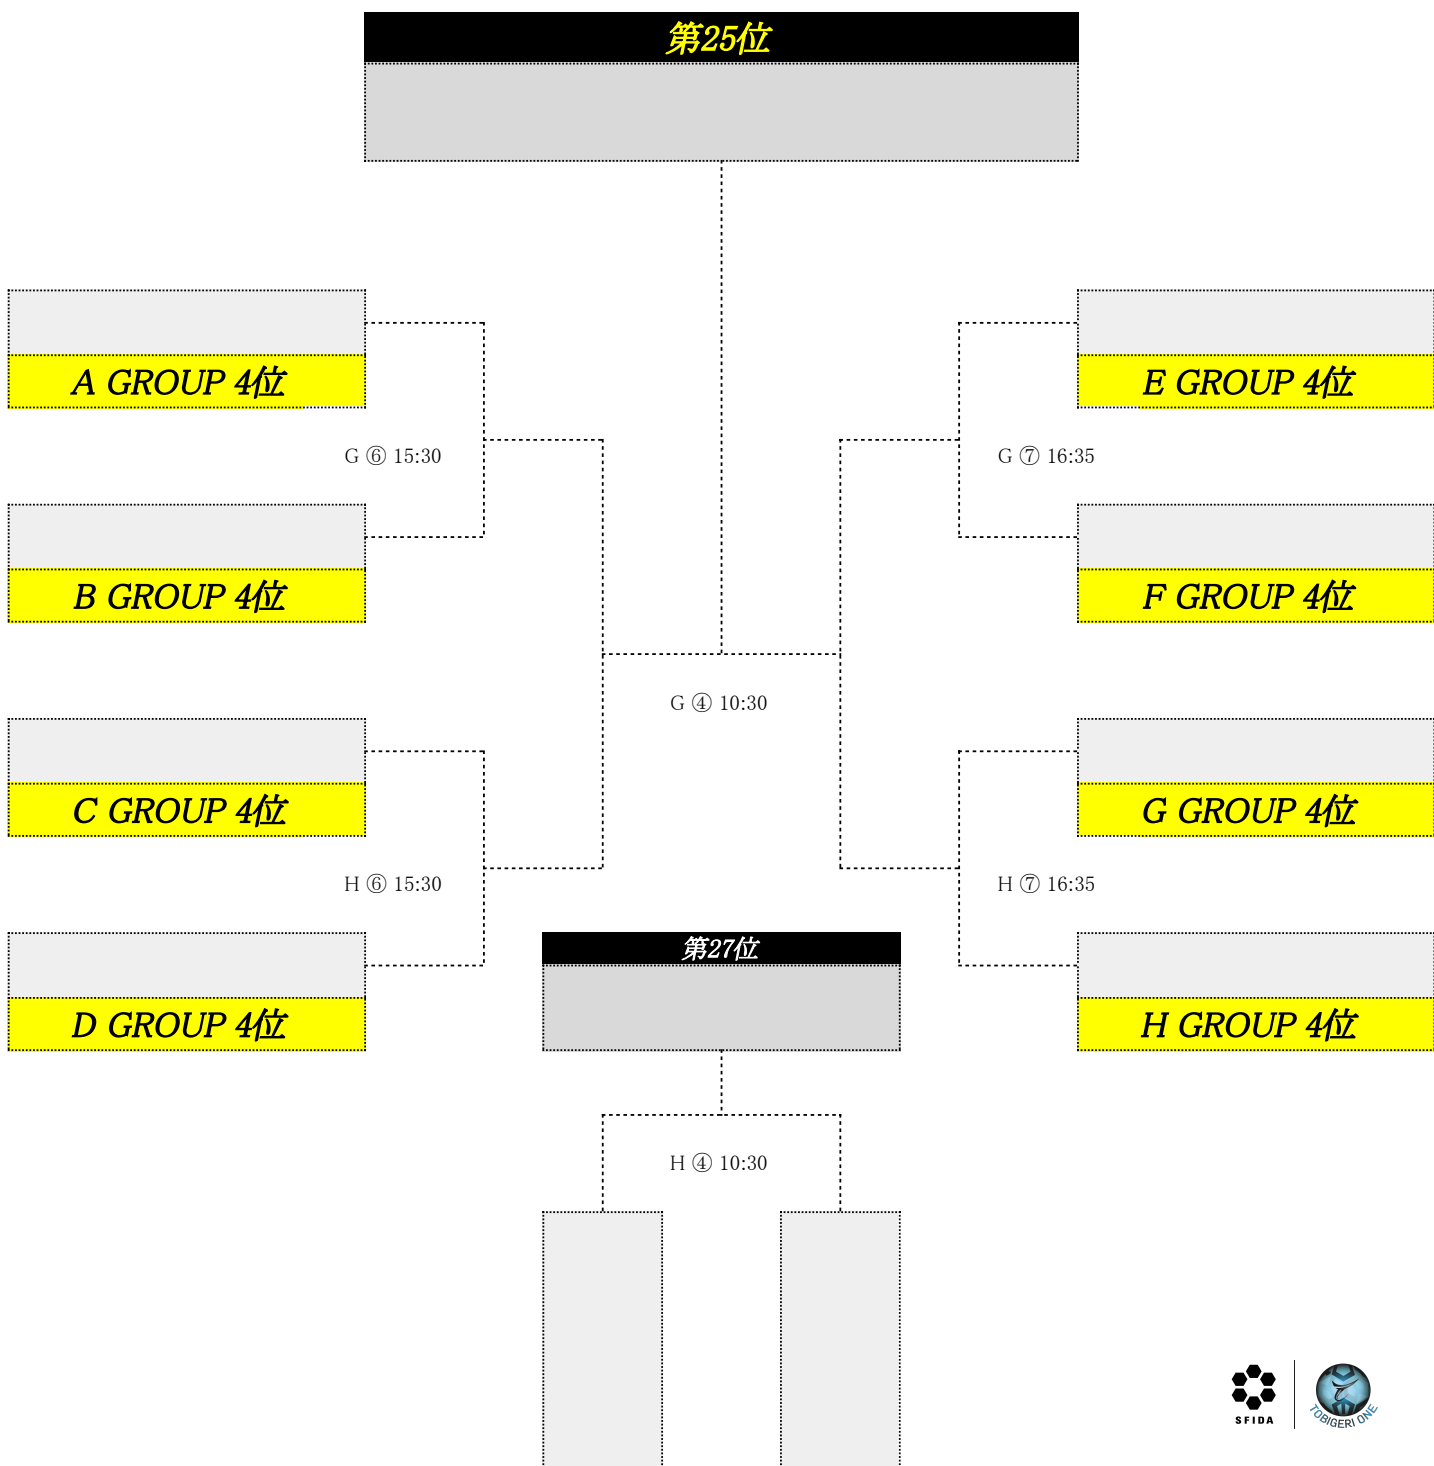 第25位
A GROUP 4位
E GROUP 4位
G ⑥ 15:30
G ⑦ 16:35
B GROUP 4位
F GROUP 4位
G ④ 10:30
C GROUP 4位
G GROUP 4位
H ⑥ 15:30
H ⑦ 16:35
第27位
D GROUP 4位
H GROUP 4位
H ④ 10:30
SFIDA
TOBIGERI ONE